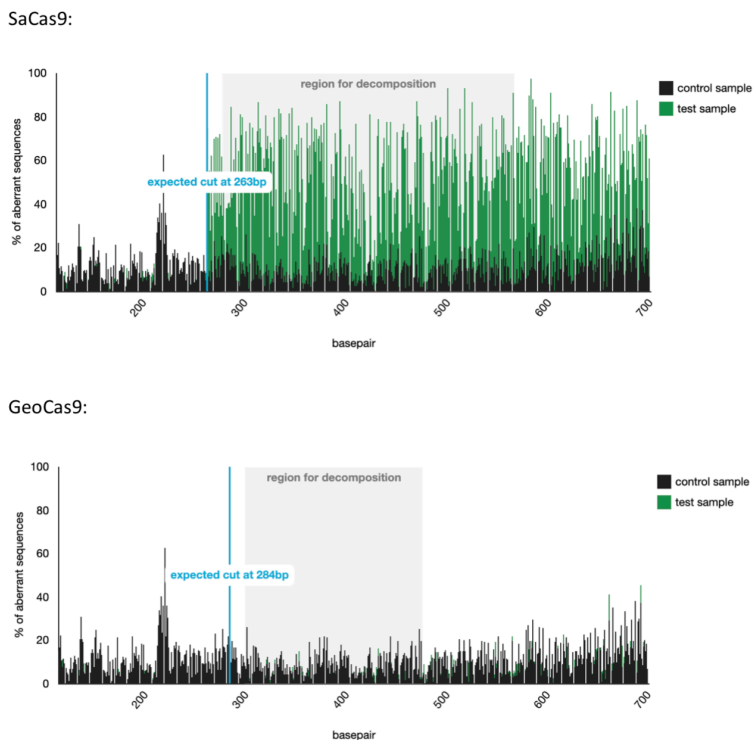 SaCas9:
100
80
60
40
20
0
% of aberrant sequences
region for decomposition
expected cut at 263bp
control sample
test sample
200
300
400
500
600
700
basepair
GeoCas9:
100
80
60
40
20
0
% of aberrant sequences
region for decomposition
expected cut at 284bp
control sample
test sample
200
300
400
500
600
700
basepair